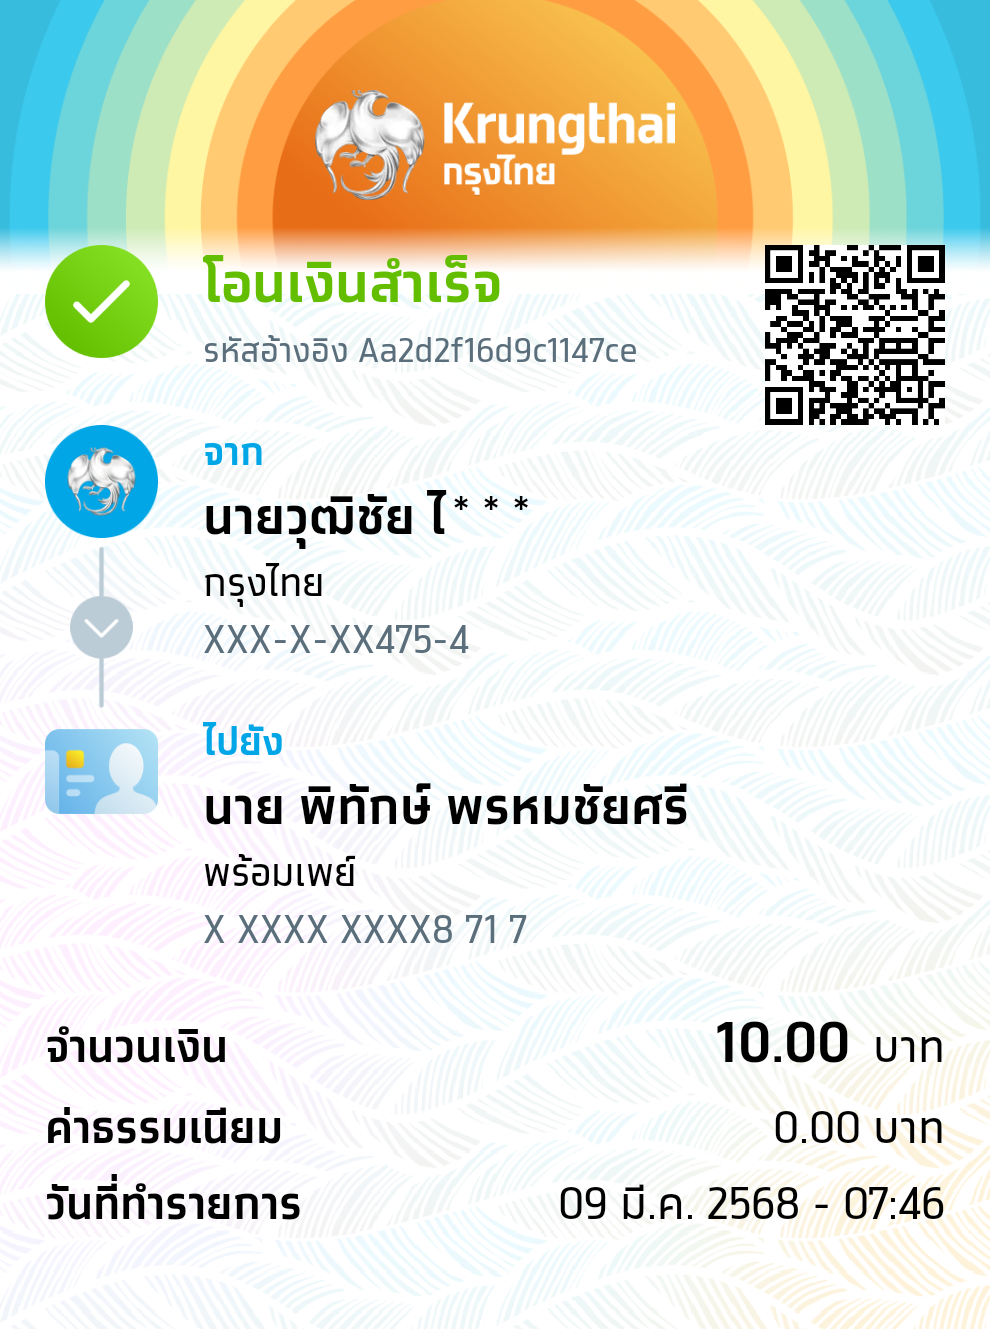 Krungthai
กรุงไทย
โอนเงินสำเร็จ
รหัสอ้างอิง Aa2d2f16d9c1147ce
จาก
นายวุฒิชัย ไ* * *
กรุงไทย
XXX-X-XX475-4
ไปยัง
นาย พิทักษ์ พรหมชัยศรี
พร้อมเพย์
X XXXX XXXX8 71 7
จำนวนเงิน 10.00 บาท
ค่าธรรมเนียม 0.00 บาท
วันที่ทำรายการ 09 มี.ค. 2568 - 07:46